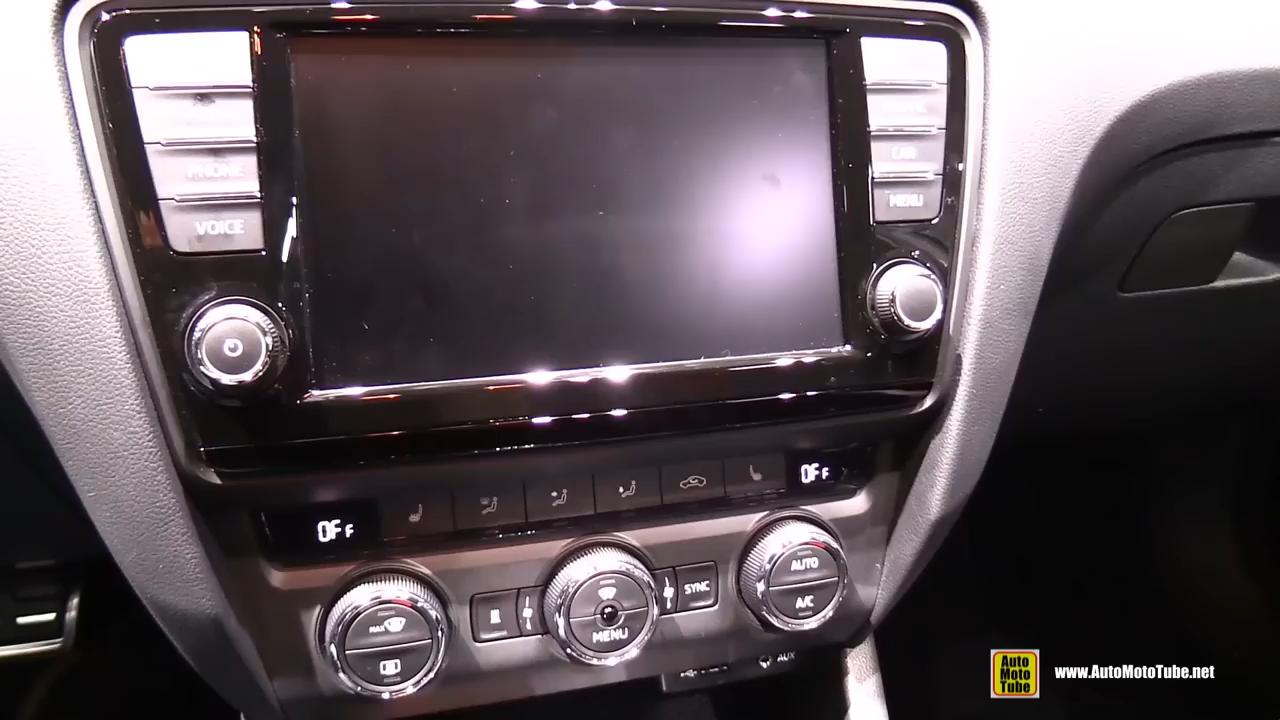 PHONE
VOICE
CAR
MENU
OFF
OFF
MAX
MENU
SYNC
AUTO
A/C
AUX
Auto
Moto
Tube
www.AutoMotoTube.net